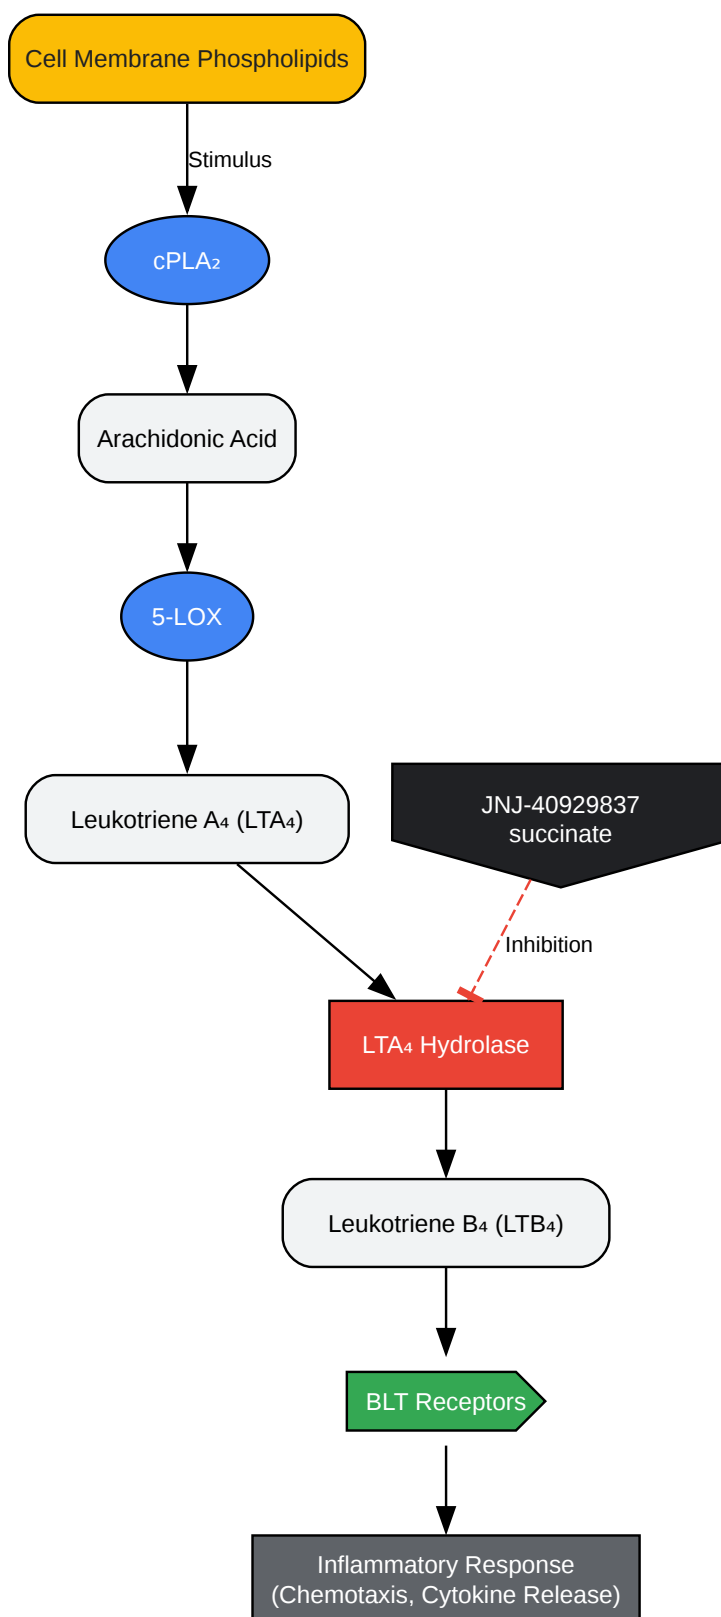 Cell Membrane Phospholipids
Stimulus
cPLA₂
Arachidonic Acid
5-LOX
Leukotriene A₄ (LTA₄)
JNJ-40929837
succinate
Inhibition
LTA₄ Hydrolase
Leukotriene B₄ (LTB₄)
BLT Receptors
Inflammatory Response
(Chemotaxis, Cytokine Release)